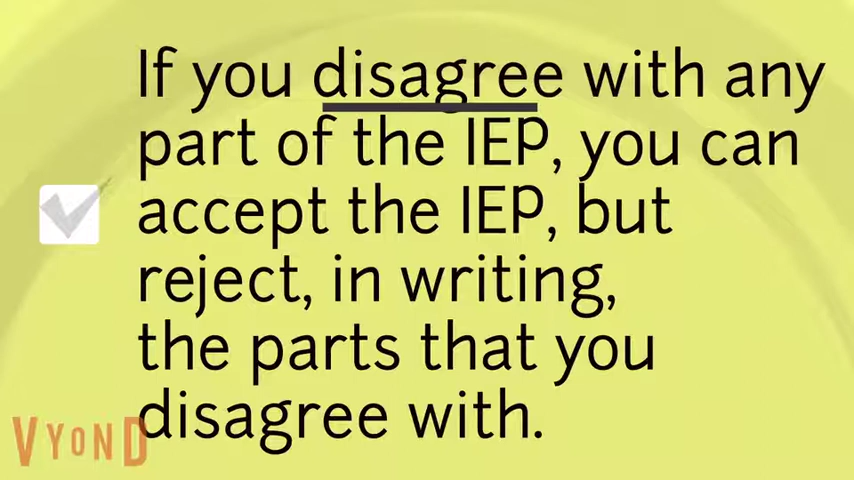 If you disagree with any
part of the IEP, you can
accept the IEP, but
reject, in writing,
the parts that you
disagree with.
VYOND